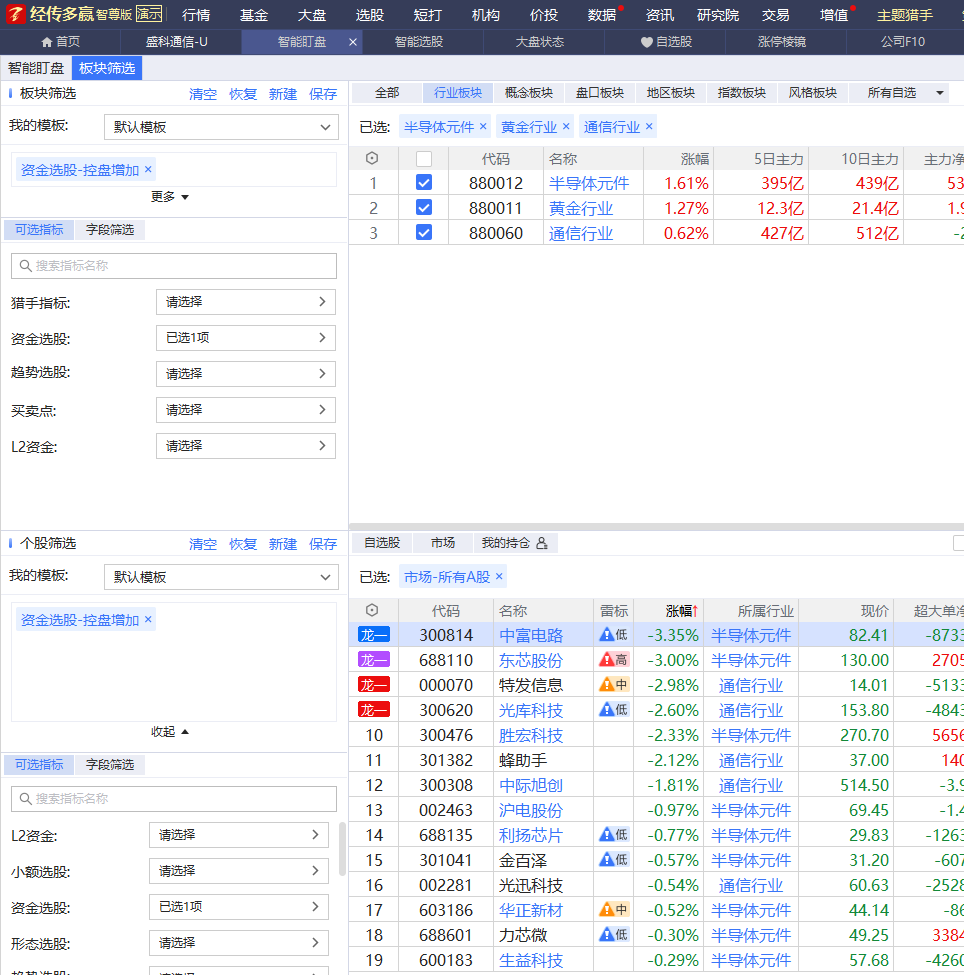 经传多赢 智尊版 演示 行情 基金 大盘 选股 短打 机构 价投 数据 资讯 研究院 交易 增值 主题猎手
首页 盛科通信-U 智能盯盘 × 智能选股 大盘状态 自选股 涨停棱镜 公司F10
智能盯盘 板块筛选
板块筛选 清空 恢复 新建 保存
我的模板: 默认模板
资金选股-控盘增加 ×
更多
可选指标 字段筛选
搜索指标名称
猎手指标: 请选择
资金选股: 已选1项
趋势选股: 请选择
买卖点: 请选择
L2资金: 请选择
全部 行业板块 概念板块 盘口板块 地区板块 指数板块 风格板块 所有自选
已选: 半导体元件 × 黄金行业 × 通信行业 ×
代码 名称 涨幅 5日主力 10日主力 主力净
1 880012 半导体元件 1.61% 395亿 439亿 53
2 880011 黄金行业 1.27% 12.3亿 21.4亿 1.9
3 880060 通信行业 0.62% 427亿 512亿 -2
个股筛选 清空 恢复 新建 保存
我的模板: 默认模板
资金选股-控盘增加 ×
收起
可选指标 字段筛选
搜索指标名称
L2资金: 请选择
小额选股: 请选择
资金选股: 已选1项
形态选股: 请选择
趋势选股: 请选择
自选股 市场 我的持仓
已选: 市场-所有A股 ×
代码 名称 雷标 涨幅↑ 所属行业 现价 超大单净
龙一 300814 中富电路 低 -3.35% 半导体元件 82.41 -8733
龙一 688110 东芯股份 高 -3.00% 半导体元件 130.00 2705
龙一 000070 特发信息 中 -2.98% 通信行业 14.01 -5133
龙一 300620 光库科技 低 -2.60% 通信行业 153.80 -4843
10 300476 胜宏科技 -2.33% 半导体元件 270.70 5656
11 301382 蜂助手 -2.12% 通信行业 37.00 140
12 300308 中际旭创 -1.81% 通信行业 514.50 -3.9
13 002463 沪电股份 -0.97% 半导体元件 69.45 -1.4
14 688135 利扬芯片 低 -0.77% 半导体元件 29.83 -1263
15 301041 金百泽 低 -0.57% 半导体元件 31.20 -607
16 002281 光迅科技 -0.54% 通信行业 60.63 -2528
17 603186 华正新材 中 -0.52% 半导体元件 44.14 -86
18 688601 力芯微 低 -0.30% 半导体元件 49.25 3384
19 600183 生益科技 -0.29% 半导体元件 57.68 -4260